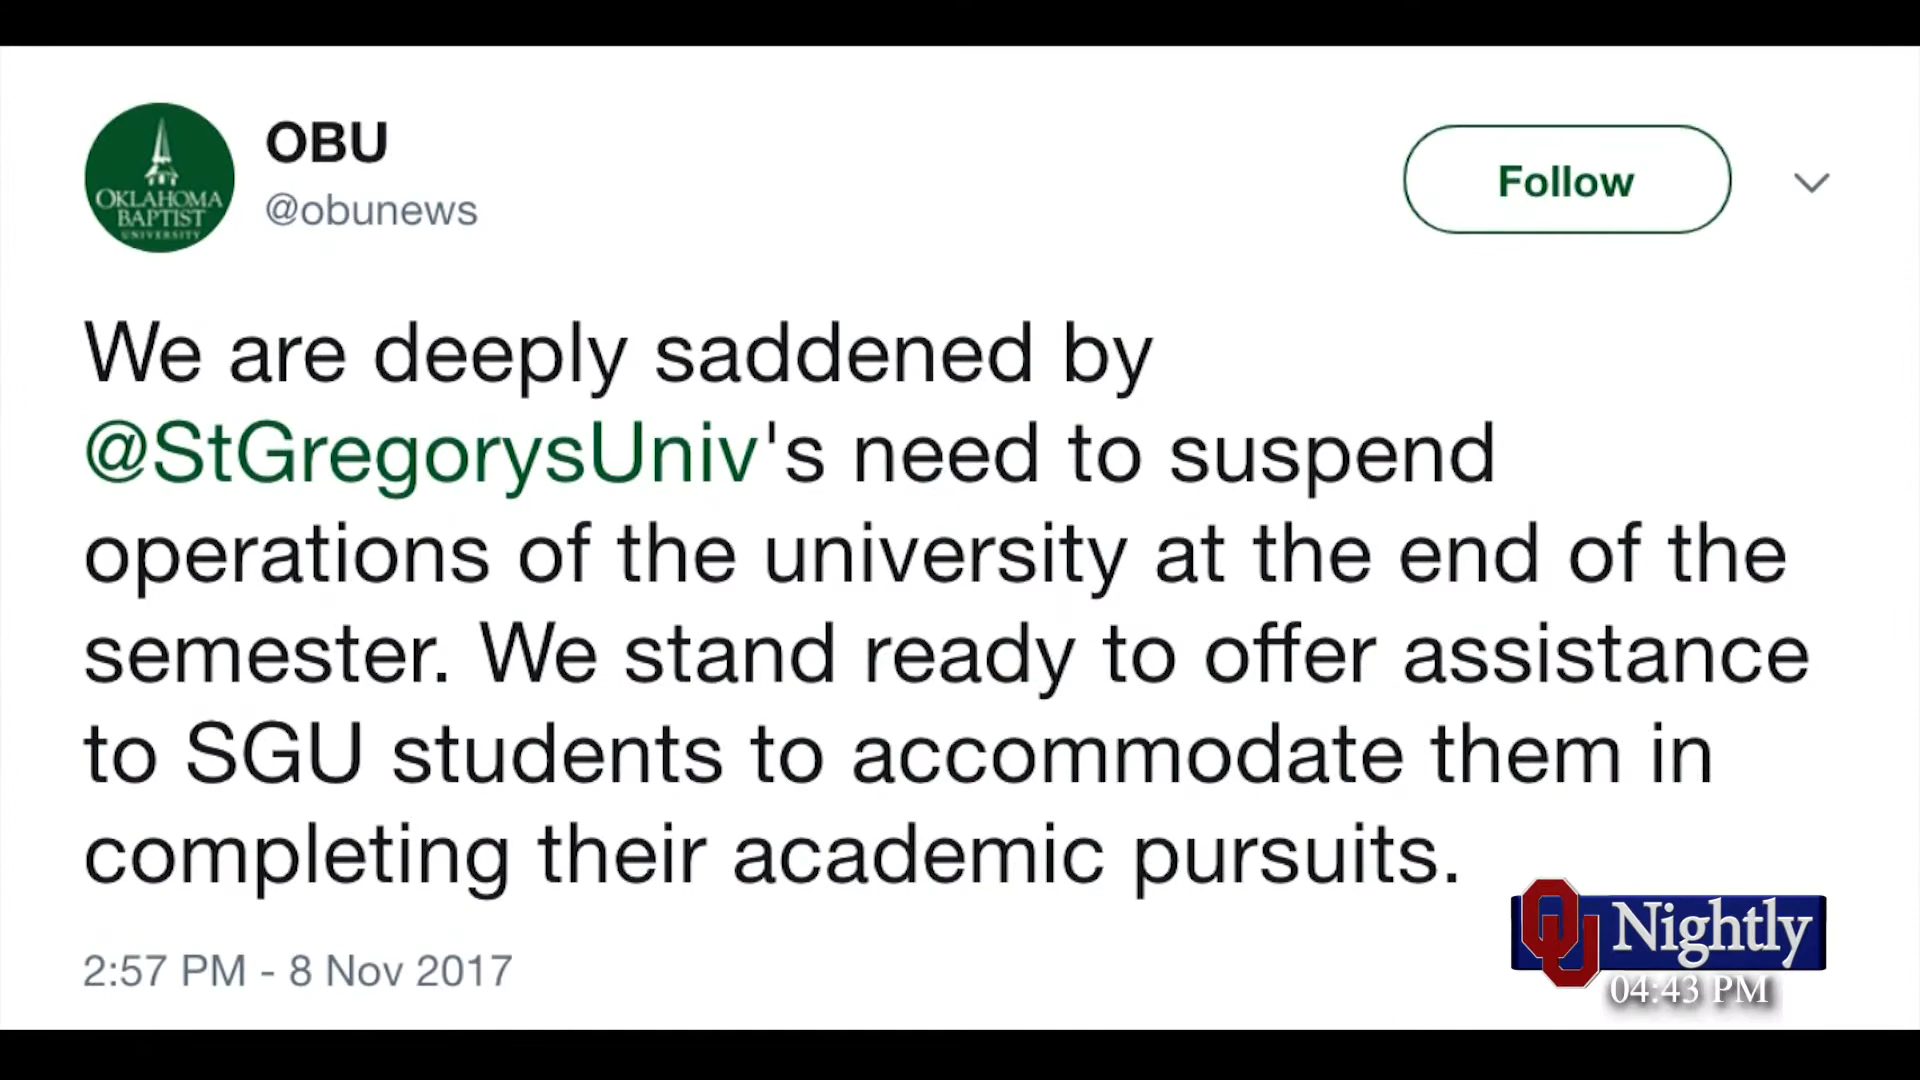 OKLAHOMA
BAPTIST
UNIVERSITY
OBU
@obunews
Follow
We are deeply saddened by
@StGregorysUniv's need to suspend
operations of the university at the end of the
semester. We stand ready to offer assistance
to SGU students to accommodate them in
completing their academic pursuits.
2:57 PM - 8 Nov 2017
OU Nightly
04:43 PM